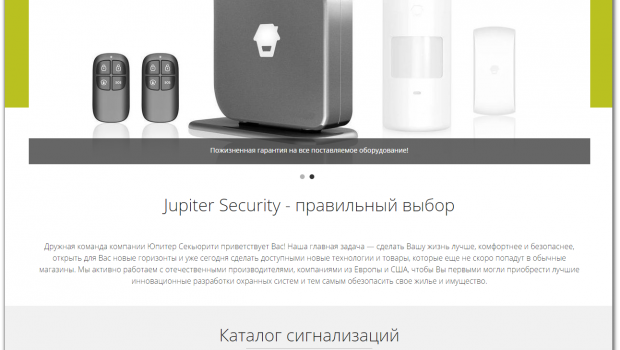 Пожизненная гарантия на все поставляемое оборудование!
Jupiter Security - правильный выбор
Дружная команда компании Юпитер Секьюрити приветствует Вас! Наша главная задача — сделать Вашу жизнь лучше, комфортнее и безопаснее,
открыть для Вас новые горизонты и уже сегодня сделать доступными новые технологии и товары, которые еще не скоро попадут в обычные
магазины. Мы активно работаем с отечественными производителями, компаниями из Европы и США, чтобы Вы первыми могли приобрести лучшие
инновационные разработки охранных систем и тем самым обезопасить свое жилье и имущество.
Каталог сигнализаций